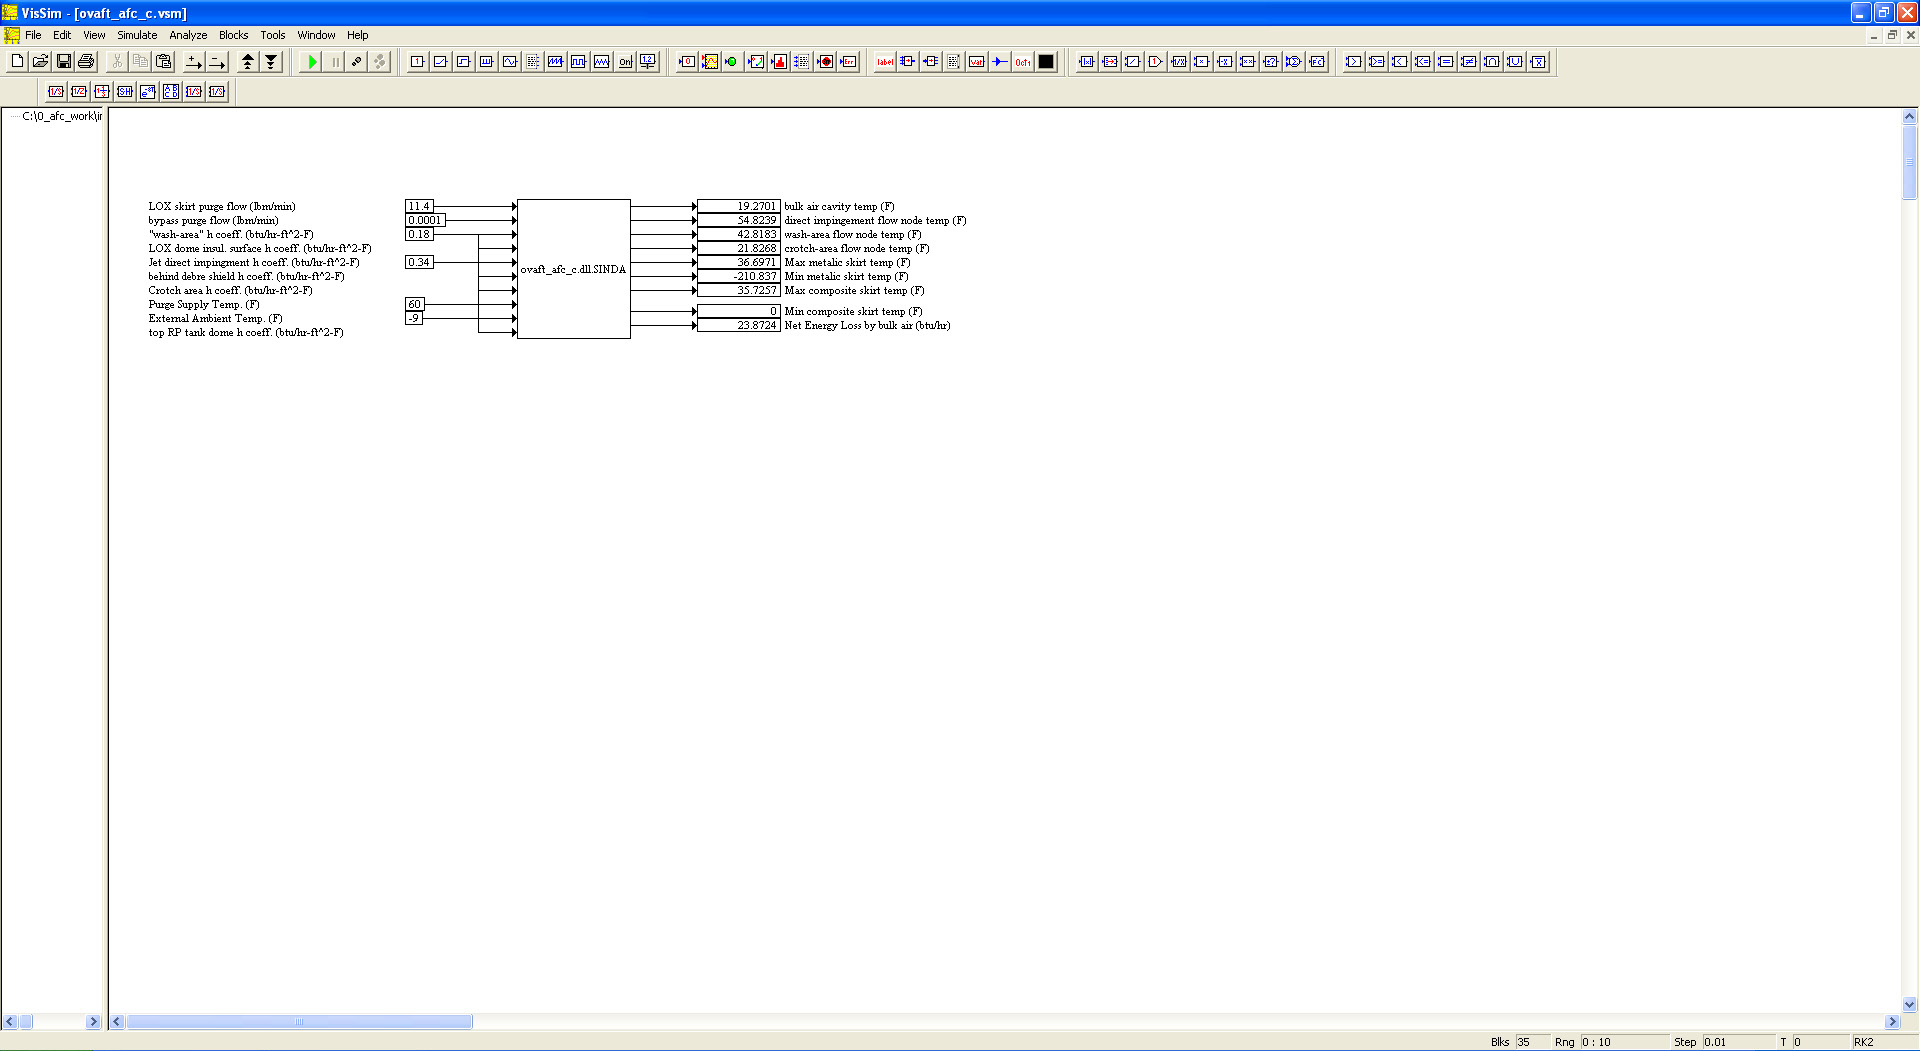 VisSim - [ovaft_afc_c.vsm]
File Edit View Simulate Analyze Blocks Tools Window Help
C:\0_afc_work\ir
LOX skirt purge flow (lbm/min) 11.4 19.2701 bulk air cavity temp (F)
bypass purge flow (lbm/min) 0.0001 54.8239 direct impingement flow node temp (F)
"wash-area" h coeff. (btu/hr-ft^2-F) 0.18 42.8183 wash-area flow node temp (F)
LOX dome insul. surface h coeff. (btu/hr-ft^2-F) 21.8268 crotch-area flow node temp (F)
Jet direct impingment h coeff. (btu/hr-ft^2-F) 0.34 36.6971 Max metalic skirt temp (F)
ovaft_afc_c.dll.SINDA
behind debre shield h coeff. (btu/hr-ft^2-F) -210.837 Min metalic skirt temp (F)
Crotch area h coeff. (btu/hr-ft^2-F) 35.7257 Max composite skirt temp (F)
Purge Supply Temp. (F) 60 0 Min composite skirt temp (F)
External Ambient Temp. (F) -9 23.8724 Net Energy Loss by bulk air (btu/hr)
top RP tank dome h coeff. (btu/hr-ft^2-F)
Blks 35 Rng 0 : 10 Step 0.01 T 0 RK2